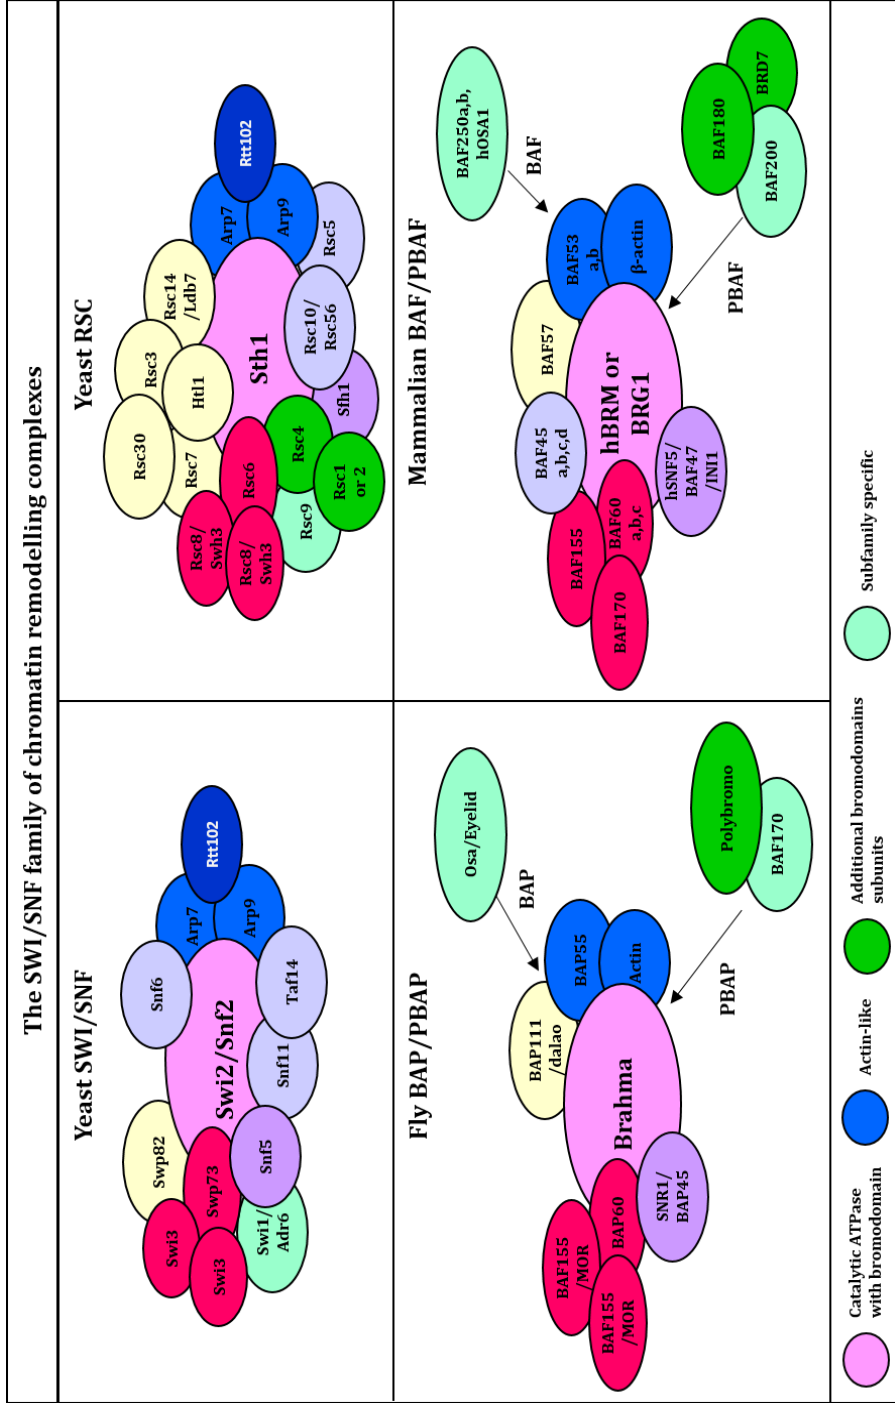 The SWI/SNF family of chromatin remodelling complexes
Yeast SWI/SNF
Swp82
Snf6
Swi3
Swp73
Swi3
Swi1/
Adr6
Snf5
Swi2/Snf2
Snf11
Taf14
Arp7
Arp9
Rtt102
Yeast RSC
Rsc30
Rsc3
Rsc14
/Ldb7
Rsc7
Htl1
Rsc8/
Swh3
Rsc8/
Swh3
Rsc6
Rsc9
Rsc4
Rsc1
or 2
Sth1
Sfh1
Rsc10/
Rsc56
Rsc5
Arp7
Arp9
Rtt102
Fly BAP/PBAP
Osa/Eyelid
BAP
BAP111
/dalao
BAP55
Actin
BAF155
/MOR
BAF155
/MOR
BAP60
Brahma
SNR1/
BAP45
PBAP
Polybromo
BAF170
Mammalian BAF/PBAF
BAF250a,b,
hOSA1
BAF
BAF57
BAF53
a,b
β-actin
BAF45
a,b,c,d
BAF155
BAF60
a,b,c
BAF170
hBRM or
BRG1
hSNF5/
BAF47
/INI1
PBAF
BAF180
BRD7
BAF200
Catalytic ATPase
with bromodomain
Actin-like
Additional bromodomains
subunits
Subfamily specific